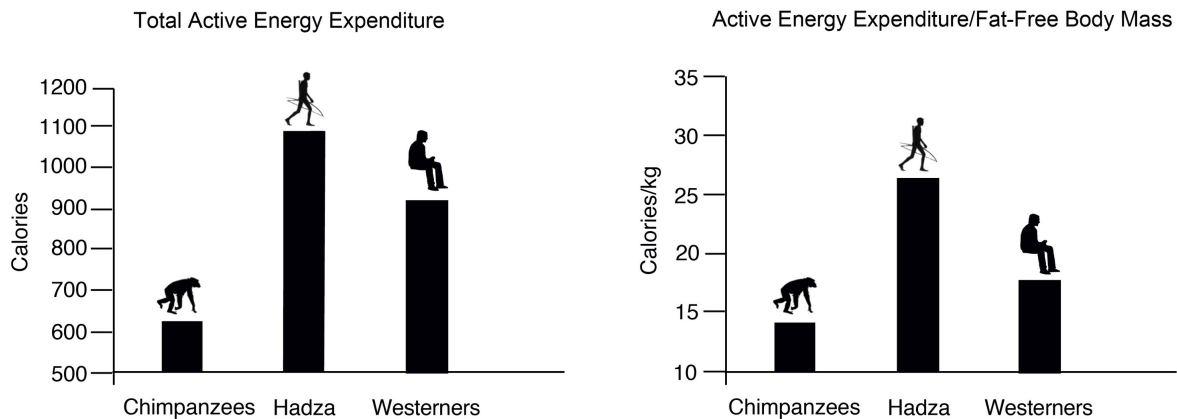 Total Active Energy Expenditure
Calories
1200
1100
1000
900
800
700
600
500
Chimpanzees Hadza Westerners
Active Energy Expenditure/Fat-Free Body Mass
Calories/kg
35
30
25
20
15
10
Chimpanzees Hadza Westerners